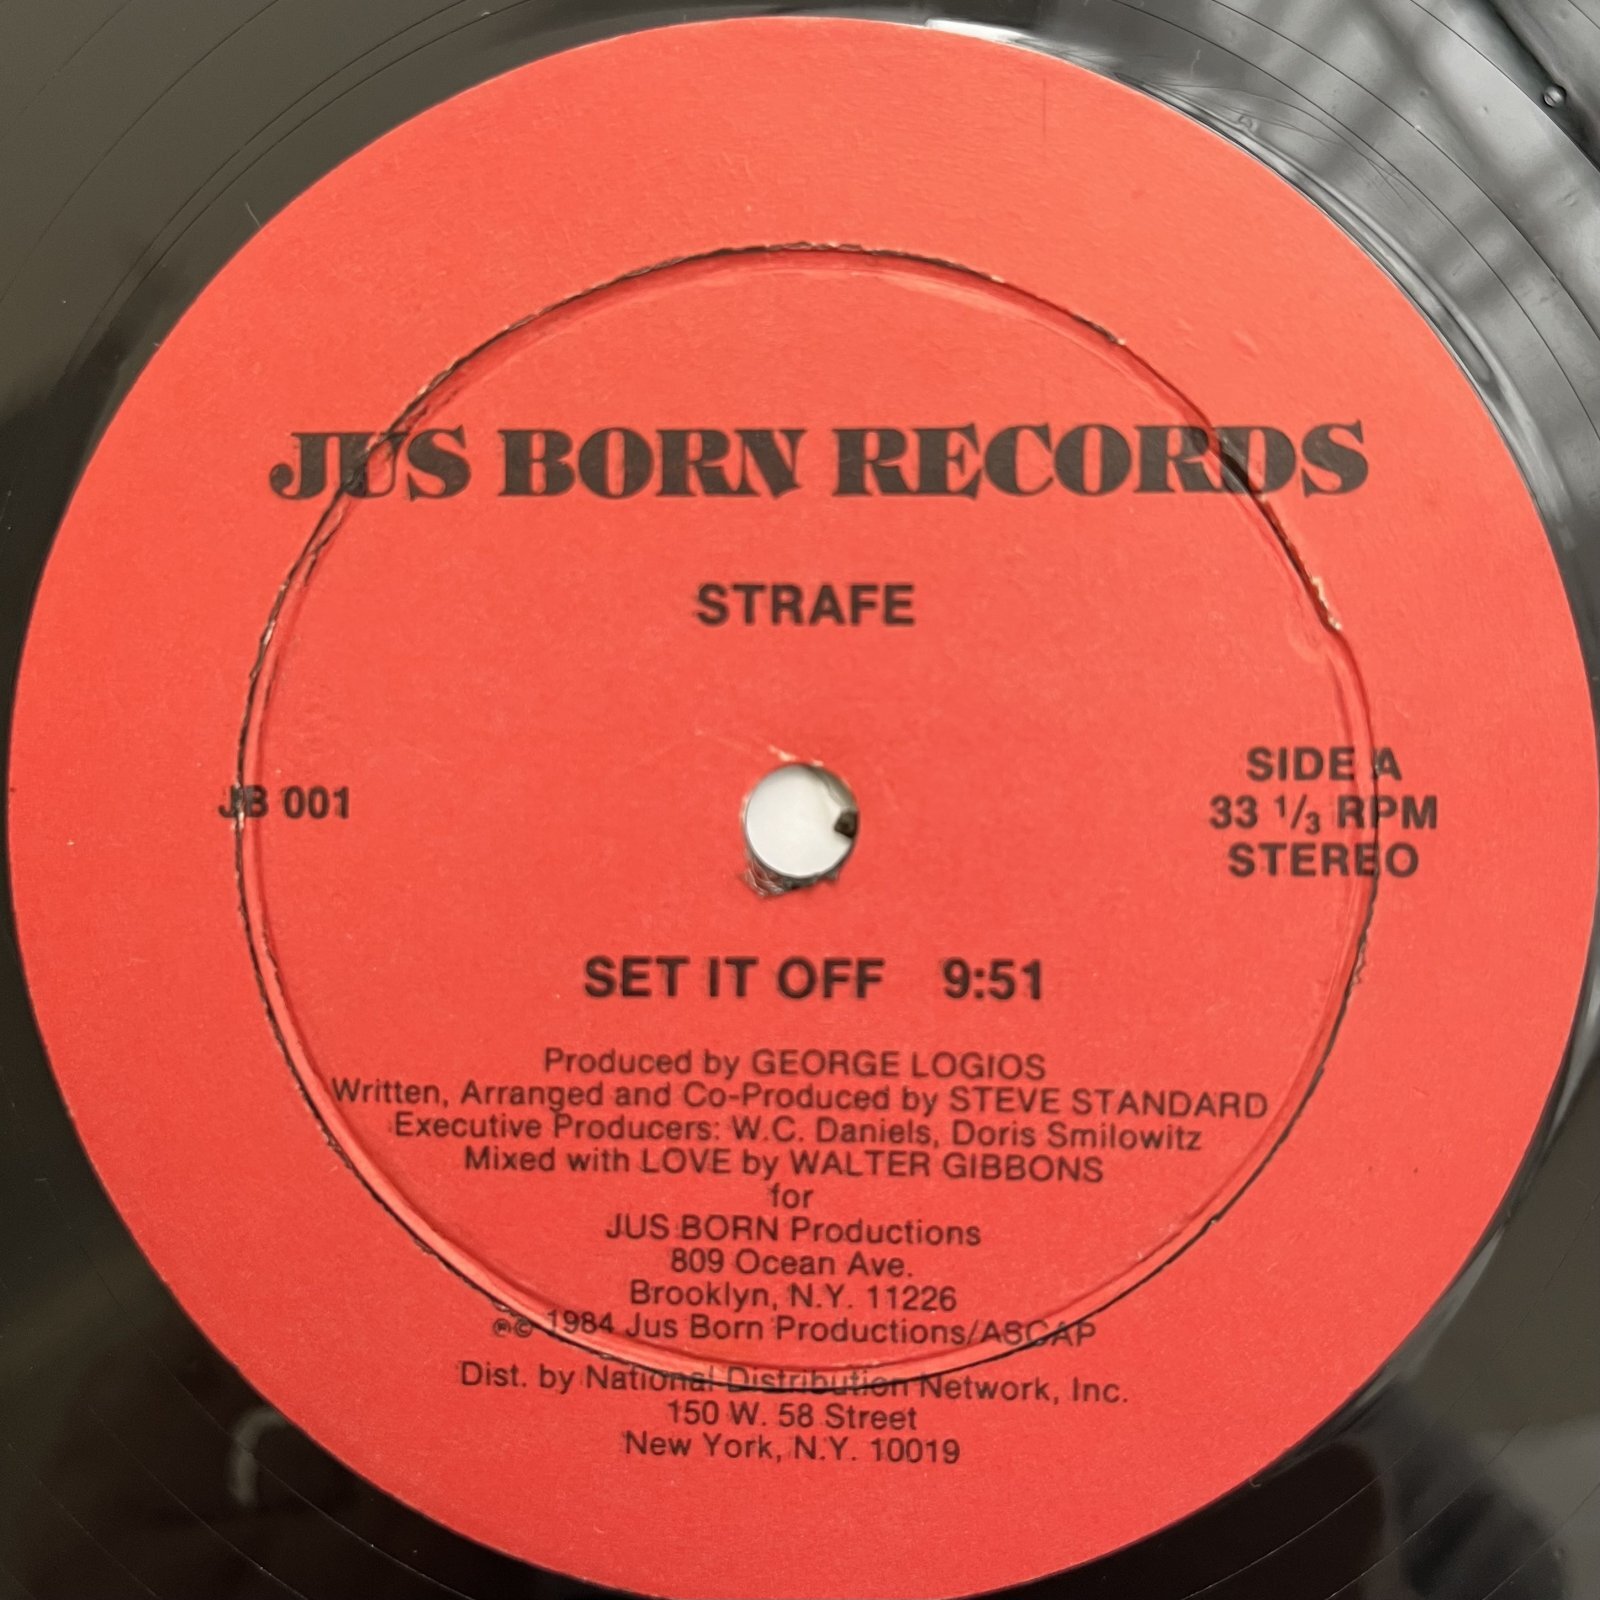 JUS BORN RECORDS
STRAFE
JB 001
SIDE A
33 1/3 RPM
STEREO
SET IT OFF 9:51
Produced by GEORGE LOGIOS
Written, Arranged and Co-Produced by STEVE STANDARD
Executive Producers: W.C. Daniels, Doris Smilowitz
Mixed with LOVE by WALTER GIBBONS
for
JUS BORN Productions
809 Ocean Ave.
Brooklyn, N.Y. 11226
℗© 1984 Jus Born Productions/ASCAP
Dist. by National Distribution Network, Inc.
150 W. 58 Street
New York, N.Y. 10019